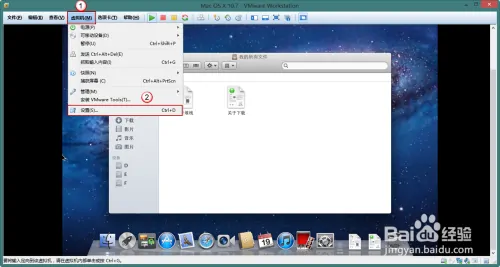 Mac OS X 10.7 - VMware Workstation
文件(F) 编辑(E) 查看(V) 虚拟机(M) 选项卡(T) 帮助(H)
①
电源(P)
可移动设备(D)
暂停(U) Ctrl+Shift+P
发送 Ctrl+Alt+Del(E)
抓取输入内容(I) Ctrl+G
快照(N)
捕获屏幕(C) Ctrl+Alt+PrtScn
管理(M)
安装 VMware Tools(T)...
②
设置(S)... Ctrl+D
我的所有文件
关于下载
下载
影片
音乐
图片
D
E
F
19
Baidu 经验
jingyan.baidu.com
要将输入定向到该虚拟机，请在虚拟机内部单击或按 Ctrl+G。